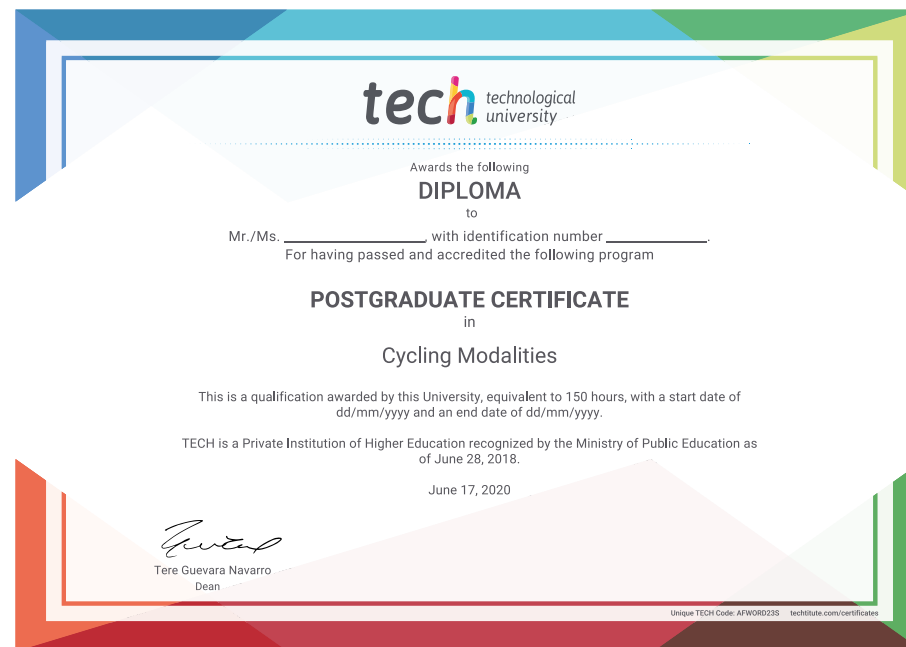 tech technological
university
Awards the following
DIPLOMA
to
Mr./Ms. ____________, with identification number ____________.
For having passed and accredited the following program
POSTGRADUATE CERTIFICATE
in
Cycling Modalities
This is a qualification awarded by this University, equivalent to 150 hours, with a start date of
dd/mm/yyyy and an end date of dd/mm/yyyy.
TECH is a Private Institution of Higher Education recognized by the Ministry of Public Education as
of June 28, 2018.
June 17, 2020
Tere Guevara Navarro
Dean
Unique TECH Code: AFWORD23S techtitute.com/certificates